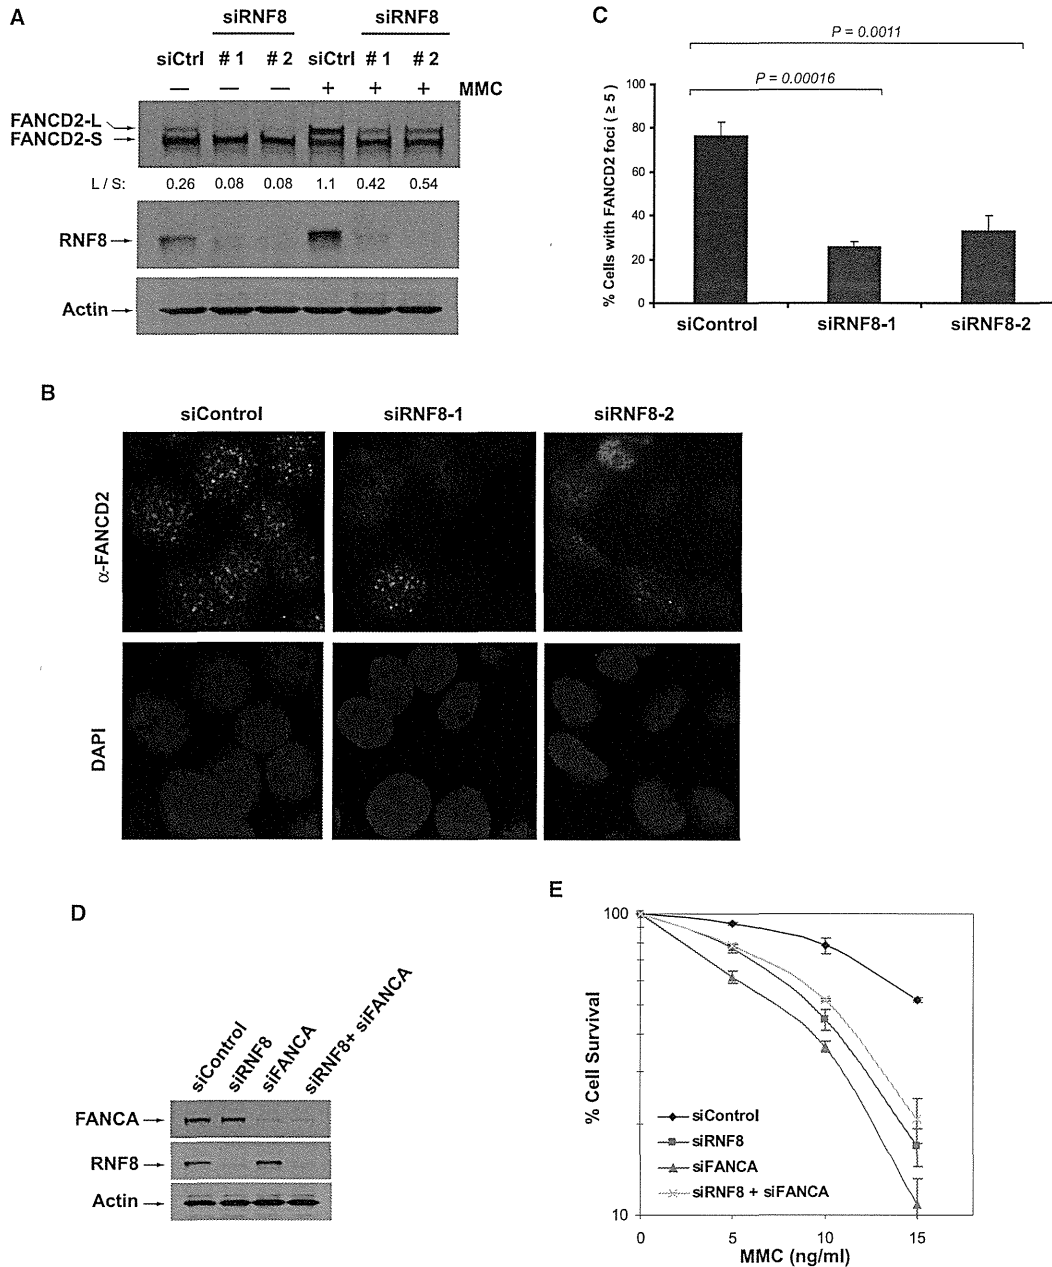 A
siRNF8 siRNF8
siCtrl # 1 # 2 siCtrl # 1 # 2
— — — + + + MMC
FANCD2-L
FANCD2-S
L / S: 0.26 0.08 0.08 1.1 0.42 0.54
RNF8
Actin
C
P = 0.0011
P = 0.00016
% Cells with FANCD2 foci ( ≥ 5 )
100
80
60
40
20
0
siControl siRNF8-1 siRNF8-2
B
siControl siRNF8-1 siRNF8-2
α-FANCD2
DAPI
D
siControl
siRNF8
siFANCA
siRNF8+ siFANCA
FANCA
RNF8
Actin
E
100
10
% Cell Survival
siControl
siRNF8
siFANCA
siRNF8 + siFANCA
0 5 10 15
MMC (ng/ml)